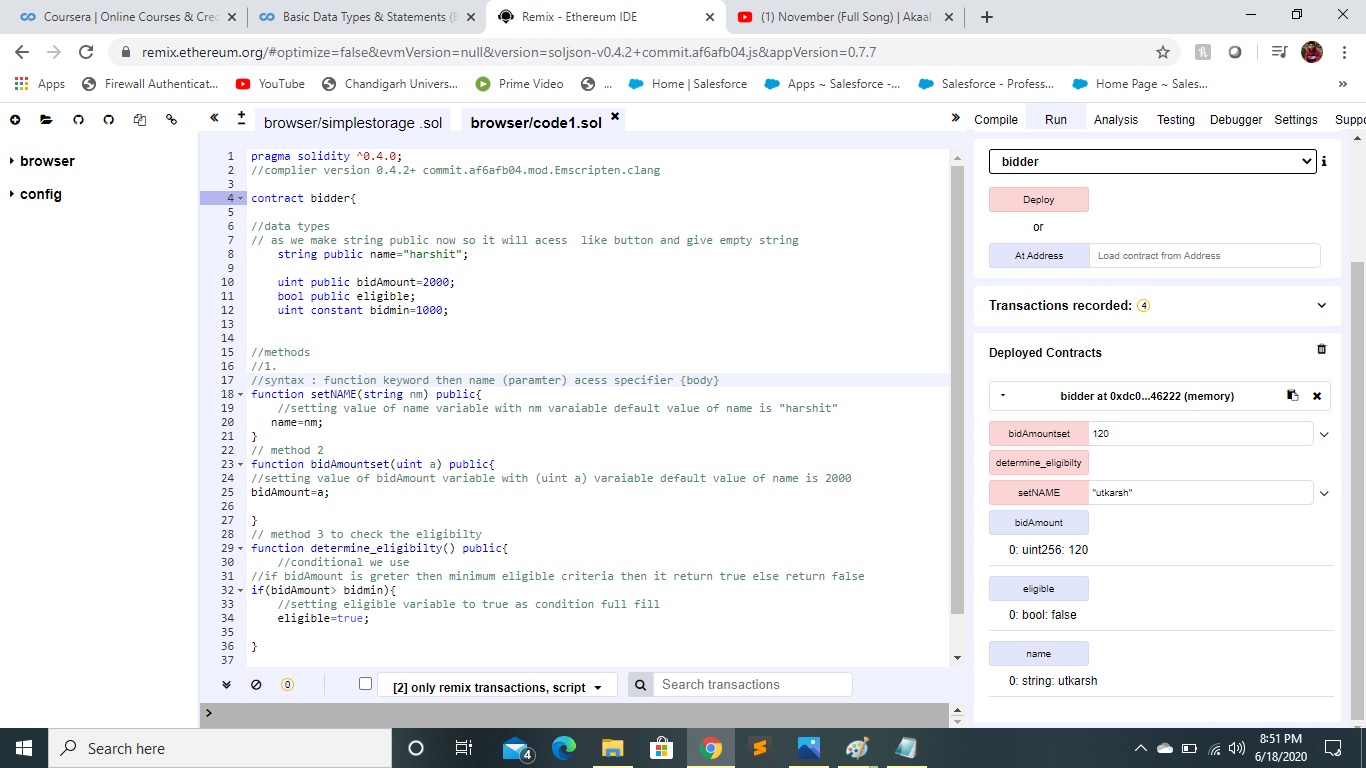 Coursera | Online Courses & Cre
Basic Data Types & Statements (
Remix - Ethereum IDE
(1) November (Full Song) | Akaal
remix.ethereum.org/#optimize=false&evmVersion=null&version=soljson-v0.4.2+commit.af6afb04.js&appVersion=0.7.7
Apps
Firewall Authenticat...
YouTube
Chandigarh Univers...
Prime Video
...
Home | Salesforce
Apps ~ Salesforce -...
Salesforce - Profess...
Home Page ~ Sales...
»
browser/simplestorage .sol
browser/code1.sol
Compile
Run
Analysis
Testing
Debugger
Settings
Suppo
browser
config
1 pragma solidity ^0.4.0;
2 //complier version 0.4.2+ commit.af6afb04.mod.Emscripten.clang
3
4 contract bidder{
5
6 //data types
7 // as we make string public now so it will acess  like button and give empty string
8 string public name="harshit";
9
10 uint public bidAmount=2000;
11 bool public eligible;
12 uint constant bidmin=1000;
13
14
15 //methods
16 //1.
17 //syntax : function keyword then name (paramter) acess specifier {body}
18 function setNAME(string nm) public{
19 //setting value of name variable with nm varaiable default value of name is "harshit"
20 name=nm;
21 }
22 // method 2
23 function bidAmountset(uint a) public{
24 //setting value of bidAmount variable with (uint a) varaiable default value of name is 2000
25 bidAmount=a;
26
27 }
28 // method 3 to check the eligibilty
29 function determine_eligibilty() public{
30 //conditional we use
31 //if bidAmount is greter then minimum eligible criteria then it return true else return false
32 if(bidAmount> bidmin){
33 //setting eligible variable to true as condition full fill
34 eligible=true;
35
36 }
37
0
[2] only remix transactions, script
Search transactions
>
bidder
Deploy
or
At Address
Load contract from Address
Transactions recorded: 4
Deployed Contracts
bidder at 0xdc0...46222 (memory)
bidAmountset
120
determine_eligibilty
setNAME
"utkarsh"
bidAmount
0: uint256: 120
eligible
0: bool: false
name
0: string: utkarsh
Search here
4
8:51 PM
6/18/2020